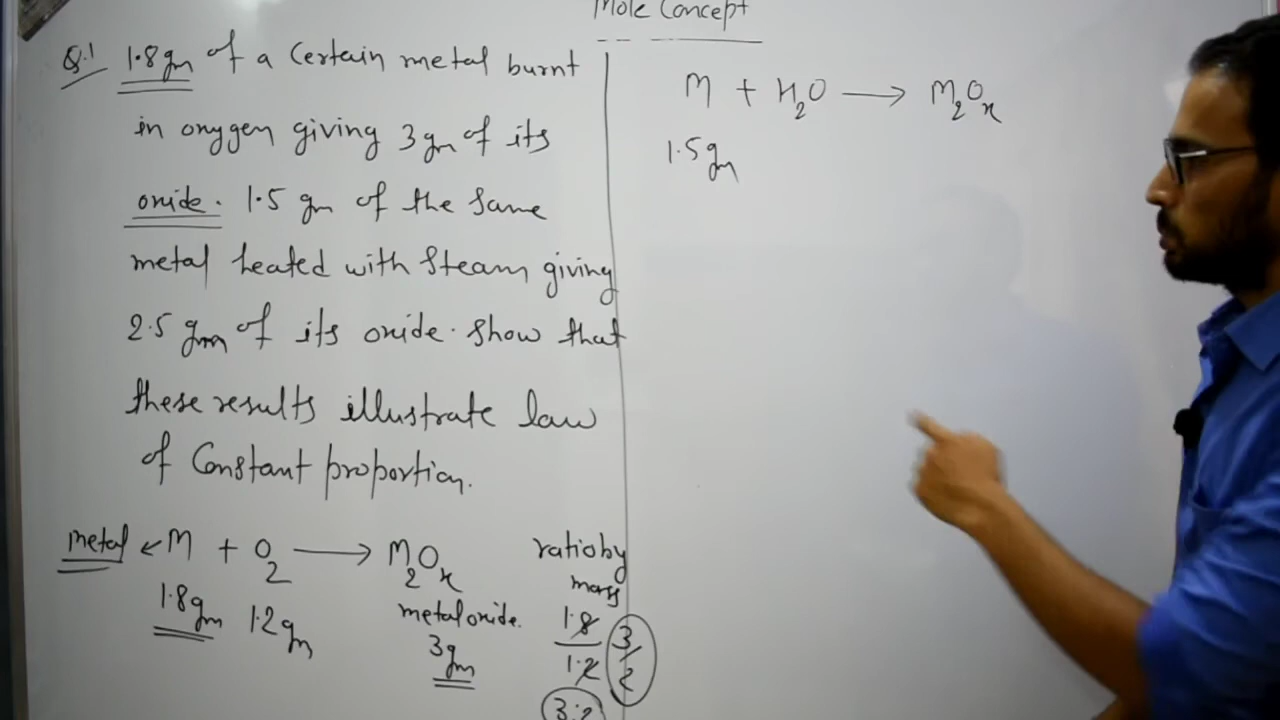 Mole Concept
Q.1 1.8gm of a certain metal burnt
in oxygen giving 3gm of its
oxide. 1.5 gm of the same
metal heated with steam giving
2.5 gm of its oxide. show that
these results illustrate law
of Constant proportion.
metal ← M + O2 → M2Ox
1.8gm 1.2gm
metal oxide.
3gm
ratio by
mass
1.8
1.2
3/2
3:2
M + H2O → M2Ox
1.5gm